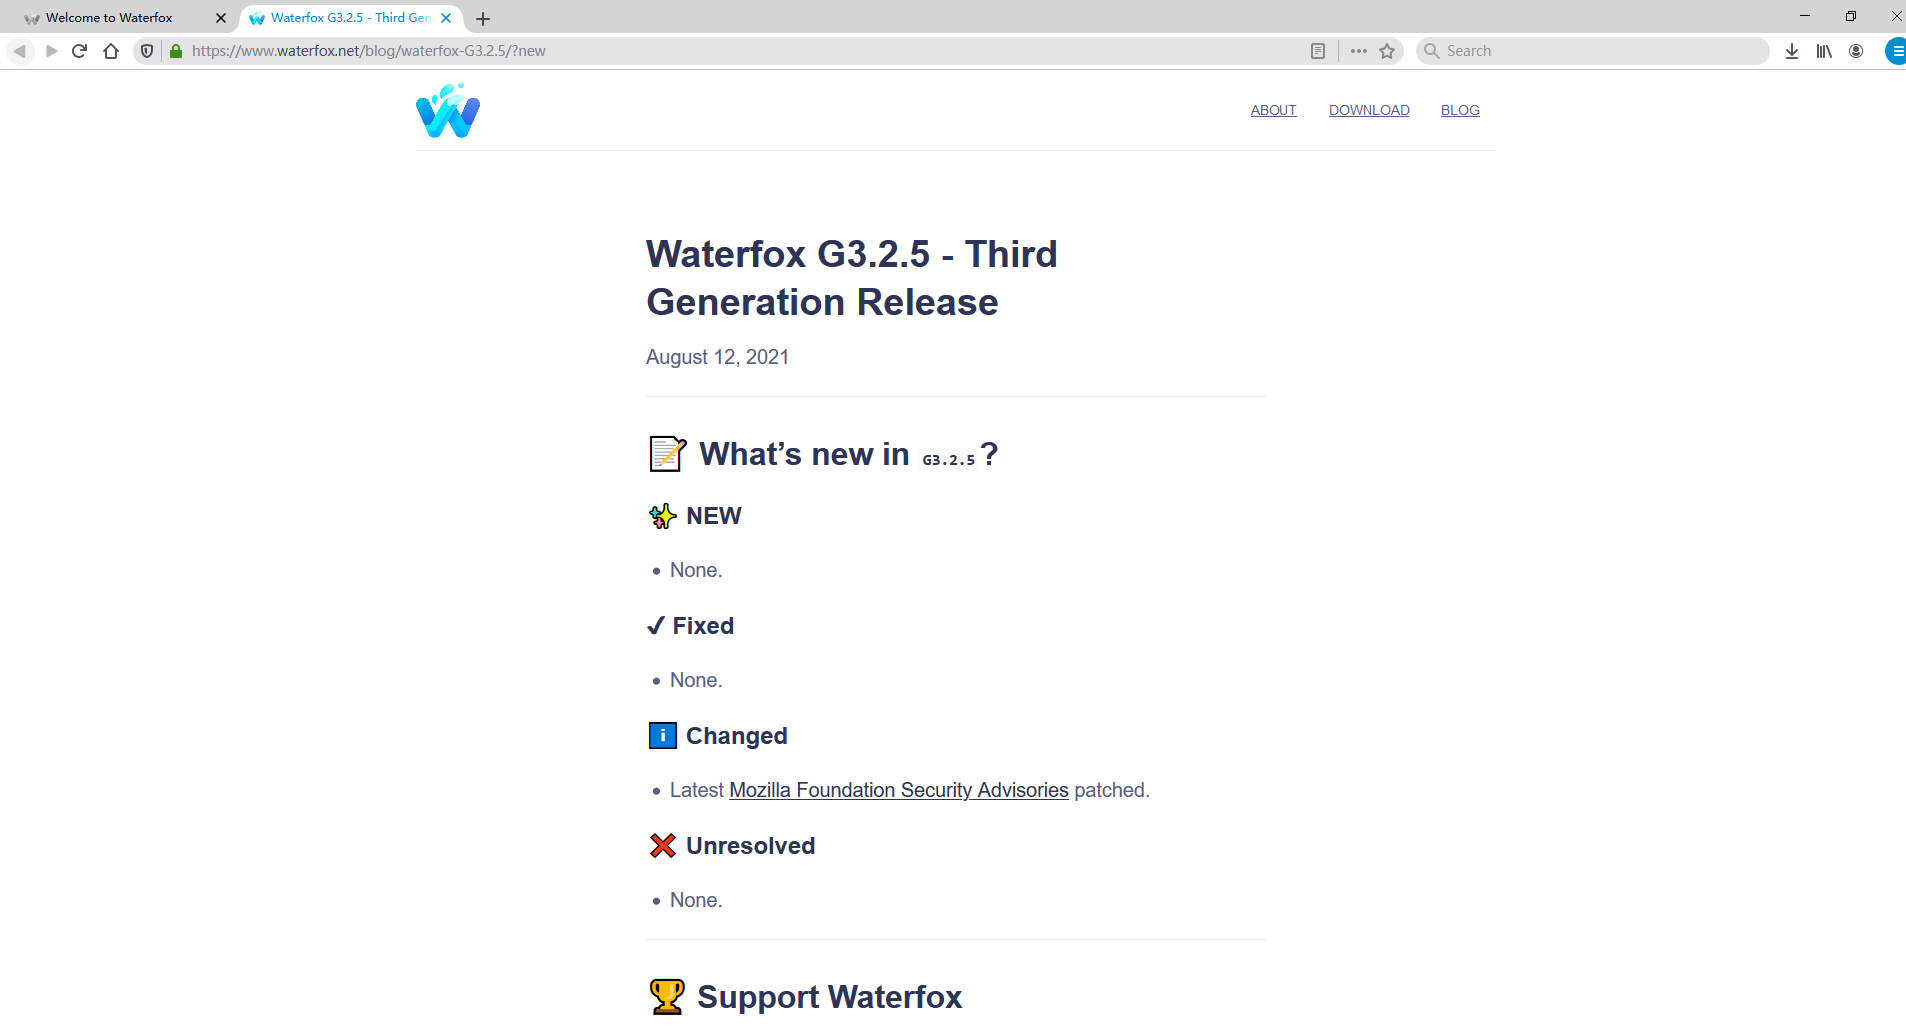 Welcome to Waterfox
Waterfox G3.2.5 - Third Gen
https://www.waterfox.net/blog/waterfox-G3.2.5/?new
Search
ABOUT DOWNLOAD BLOG
Waterfox G3.2.5 - Third
Generation Release
August 12, 2021
What’s new in G3.2.5?
NEW
None.
Fixed
None.
Changed
Latest Mozilla Foundation Security Advisories patched.
Unresolved
None.
Support Waterfox